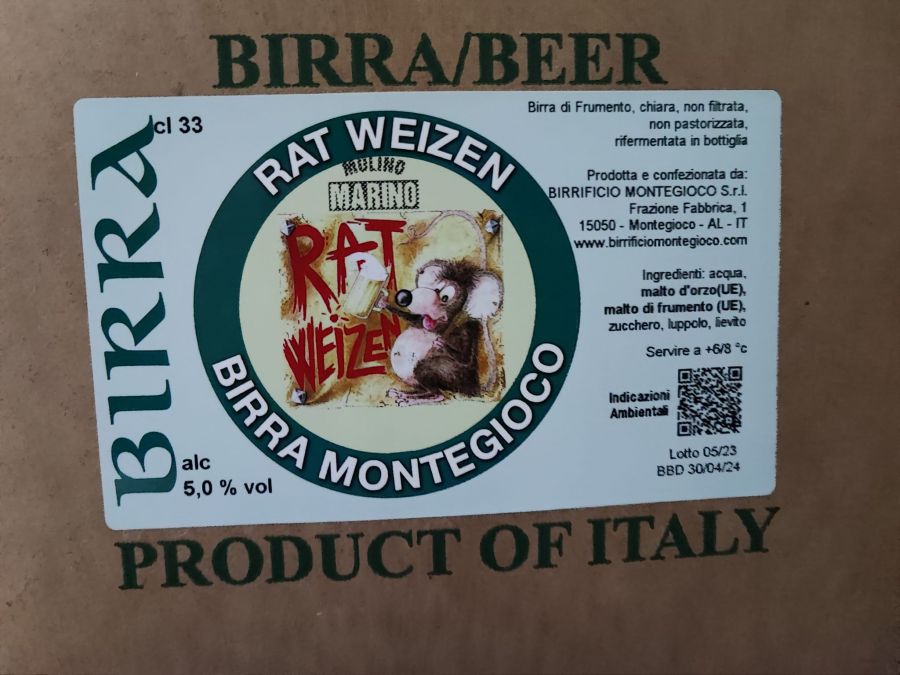 BIRRA/BEER
BIRRA
cl 33
RAT WEIZEN
MULINO
MARINO
RAT
WEIZEN
BIRRA MONTEGIOCO
alc
5,0 % vol
Birra di Frumento, chiara, non filtrata,
non pastorizzata,
rifermentata in bottiglia
Prodotta e confezionata da:
BIRRIFICIO MONTEGIOCO S.r.l.
Frazione Fabbrica, 1
15050 - Montegioco - AL - IT
www.birrificiomontegioco.com
Ingredienti: acqua,
malto d'orzo(UE),
malto di frumento (UE),
zucchero, luppolo, lievito
Servire a +6/8 °c
Indicazioni
Ambientali
Lotto 05/23
BBD 30/04/24
PRODUCT OF ITALY